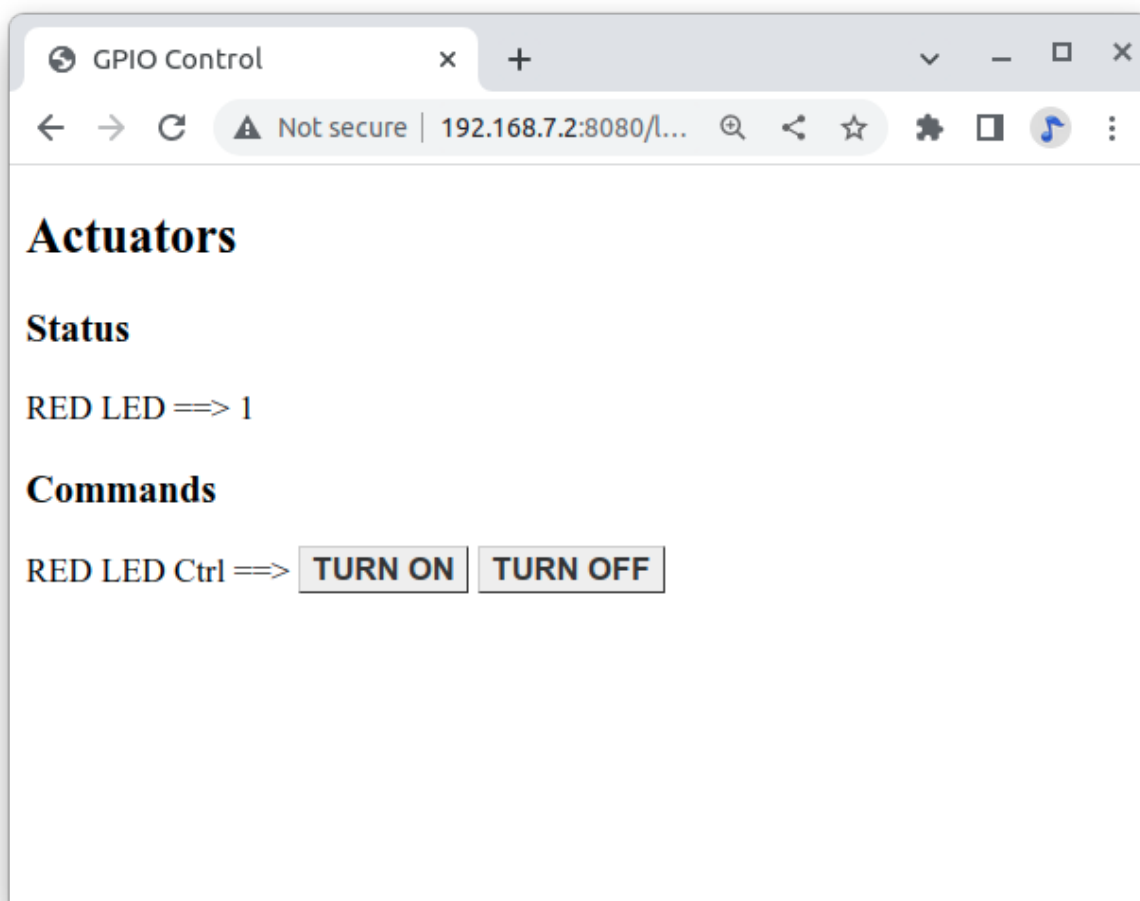 GPIO Control
Not secure 192.168.7.2:8080/l...
Actuators
Status
RED LED ==> 1
Commands
RED LED Ctrl ==> TURN ON TURN OFF